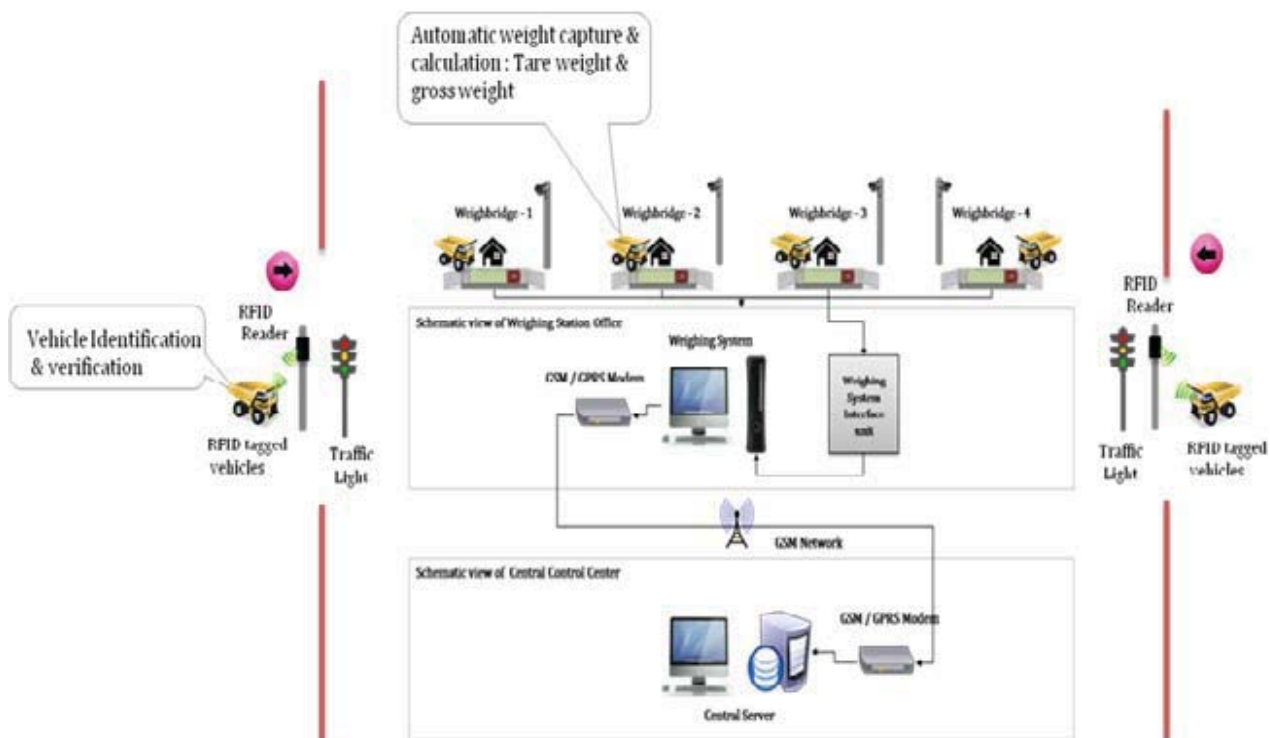 Automatic weight capture &
calculation : Tare weight &
gross weight
Weighbridge - 1
Weighbridge - 2
Weighbridge - 3
Weighbridge - 4
RFID
Reader
Vehicle Identification
& verification
RFID tagged
vehicles
Traffic
Light
Schematic view of Weighing Station Office
Weighing System
GSM / GPRS Modem
Weighing
System
Interface
unit
RFID
Reader
Traffic
Light
RFID tagged
vehicles
GSM Network
Schematic view of Central Control Center
GSM / GPRS Modem
Central Server